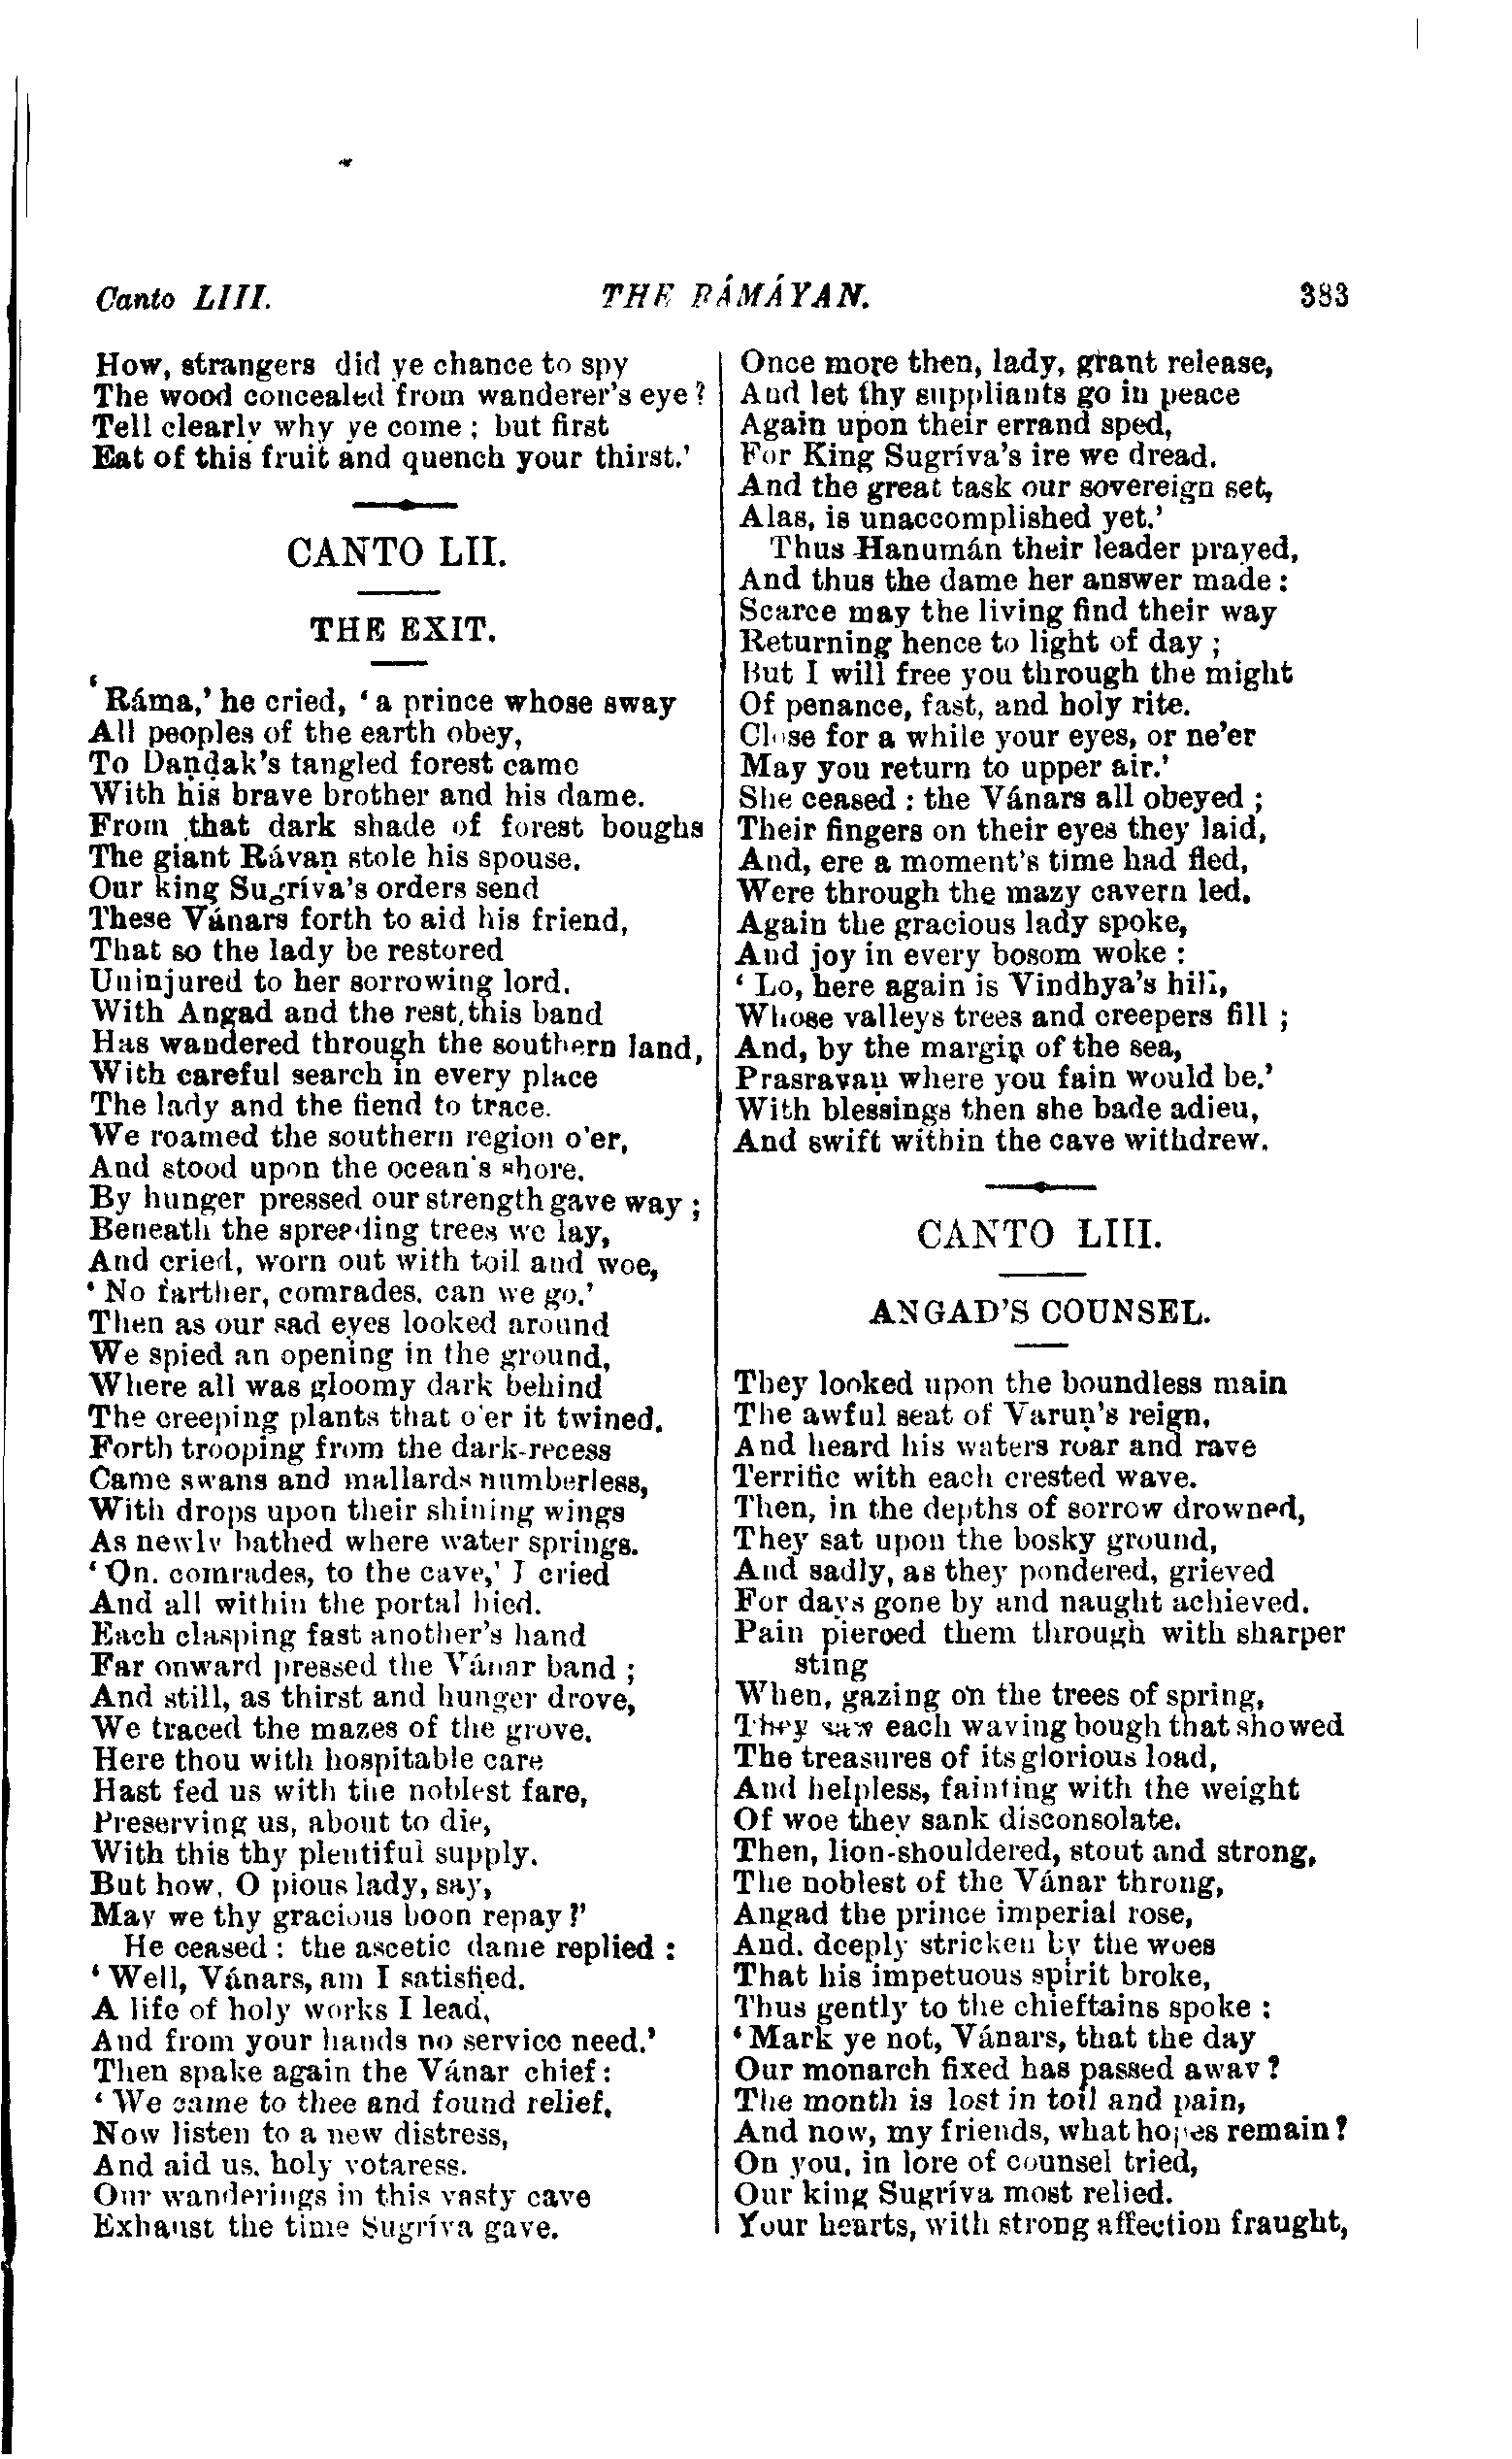 Canto LIII. THE RÁMÁYAN. 383
How, strangers did ye chance to spy
The wood concealed from wanderer's eye?
Tell clearly why ye come; but first
Eat of this fruit and quench your thirst.'
CANTO LII.
THE EXIT.
'Ráma,' he cried, 'a prince whose sway
All peoples of the earth obey,
To Daṇḍak's tangled forest came
With his brave brother and his dame.
From that dark shade of forest boughs
The giant Rávaṇ stole his spouse.
Our king Sugríva's orders send
These Vánars forth to aid his friend,
That so the lady be restored
Uninjured to her sorrowing lord.
With Angad and the rest, this band
Has wandered through the southern land,
With careful search in every place
The lady and the fiend to trace.
We roamed the southern region o'er,
And stood upon the ocean's shore.
By hunger pressed our strength gave way;
Beneath the spreading trees we lay,
And cried, worn out with toil and woe,
'No farther, comrades, can we go.'
Then as our sad eyes looked around
We spied an opening in the ground,
Where all was gloomy dark behind
The creeping plants that o'er it twined.
Forth trooping from the dark-recess
Came swans and mallards numberless,
With drops upon their shining wings
As newly bathed where water springs.
'On, comrades, to the cave,' I cried
And all within the portal hied.
Each clasping fast another's hand
Far onward pressed the Vánar band;
And still, as thirst and hunger drove,
We traced the mazes of the grove.
Here thou with hospitable care
Hast fed us with the noblest fare,
Preserving us, about to die,
With this thy plentiful supply.
But how, O pious lady, say,
May we thy gracious boon repay?'
He ceased: the ascetic dame replied:
'Well, Vánars, am I satisfied.
A life of holy works I lead,
And from your hands no service need.'
Then spake again the Vánar chief:
'We came to thee and found relief.
Now listen to a new distress,
And aid us, holy votaress.
Our wanderings in this vasty cave
Exhaust the time Sugríva gave.
Once more then, lady, grant release,
And let thy suppliants go in peace
Again upon their errand sped,
For King Sugríva's ire we dread.
And the great task our sovereign set,
Alas, is unaccomplished yet.'
Thus Hanumán their leader prayed,
And thus the dame her answer made:
Scarce may the living find their way
Returning hence to light of day;
But I will free you through the might
Of penance, fast, and holy rite.
Close for a while your eyes, or ne'er
May you return to upper air.'
She ceased: the Vánars all obeyed;
Their fingers on their eyes they laid,
And, ere a moment's time had fled,
Were through the mazy cavern led.
Again the gracious lady spoke,
And joy in every bosom woke:
'Lo, here again is Vindhya's hill,
Whose valleys trees and creepers fill;
And, by the margin of the sea,
Prasravaṇ where you fain would be.'
With blessings then she bade adieu,
And swift within the cave withdrew.
CANTO LIII.
ANGAD'S COUNSEL.
They looked upon the boundless main
The awful seat of Varuṇ's reign,
And heard his waters roar and rave
Terrific with each crested wave.
Then, in the depths of sorrow drowned,
They sat upon the bosky ground,
And sadly, as they pondered, grieved
For days gone by and naught achieved.
Pain pierced them through with sharper
sting
When, gazing on the trees of spring,
They saw each waving bough that showed
The treasures of its glorious load,
And helpless, fainting with the weight
Of woe they sank disconsolate.
Then, lion-shouldered, stout and strong,
The noblest of the Vánar throng,
Angad the prince imperial rose,
And, deeply stricken by the woes
That his impetuous spirit broke,
Thus gently to the chieftains spoke:
'Mark ye not, Vánars, that the day
Our monarch fixed has passed away?
The month is lost in toil and pain,
And now, my friends, what hopes remain?
On you, in lore of counsel tried,
Our king Sugríva most relied.
Your hearts, with strong affection fraught,